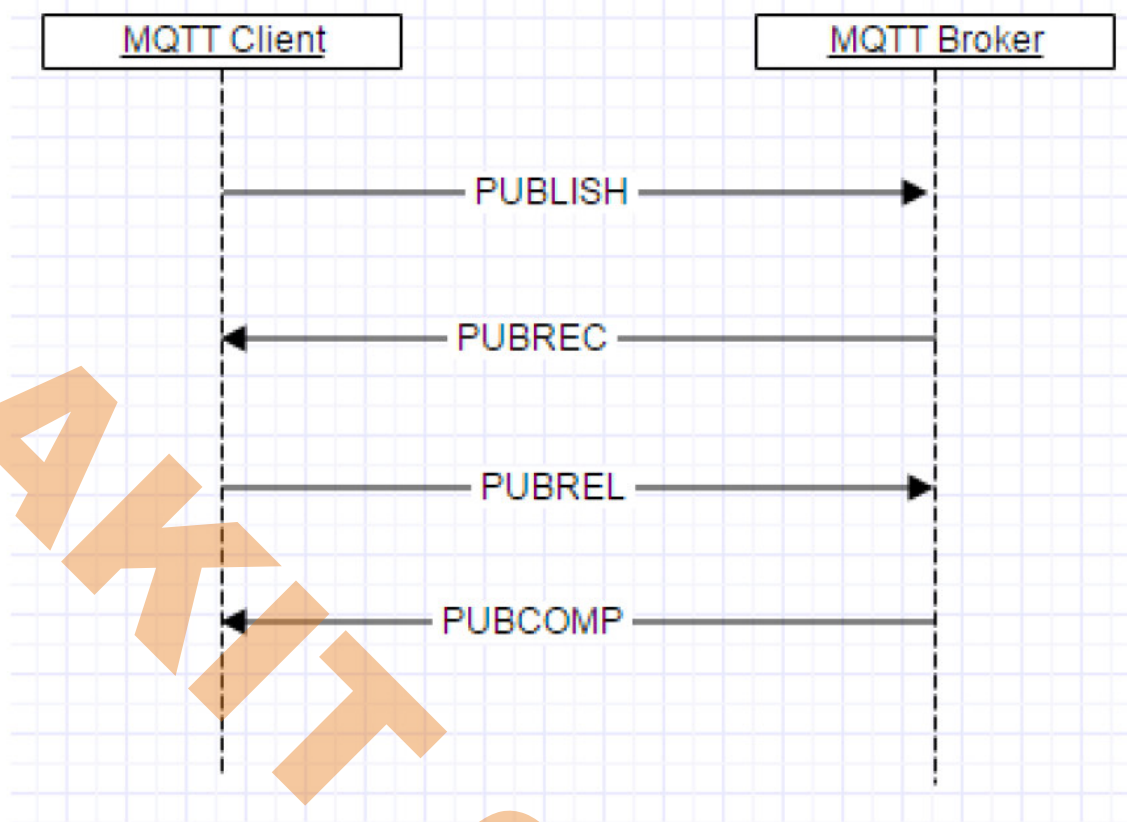 MQTT Client
MQTT Broker
PUBLISH
PUBREC
PUBREL
PUBCOMP
AKIT